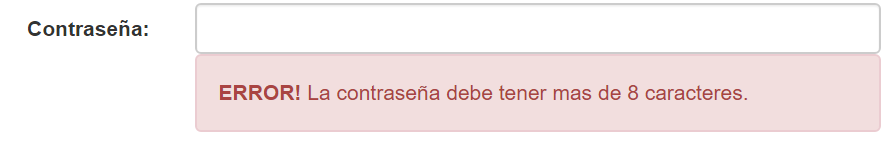 Contraseña:
ERROR! La contraseña debe tener mas de 8 caracteres.